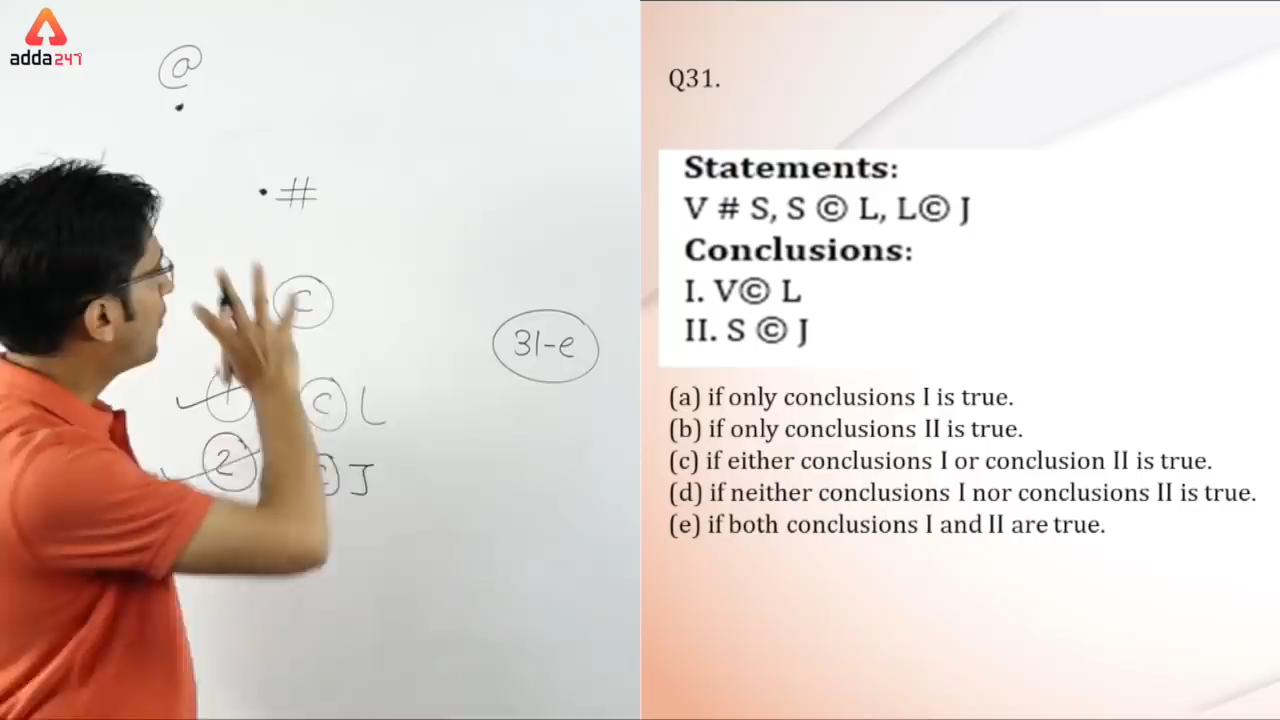 adda247
@
#
©
31-e
1 © L
2 J
Q31.
Statements:
V # S, S © L, L© J
Conclusions:
I. V© L
II. S © J
(a) if only conclusions I is true.
(b) if only conclusions II is true.
(c) if either conclusions I or conclusion II is true.
(d) if neither conclusions I nor conclusions II is true.
(e) if both conclusions I and II are true.